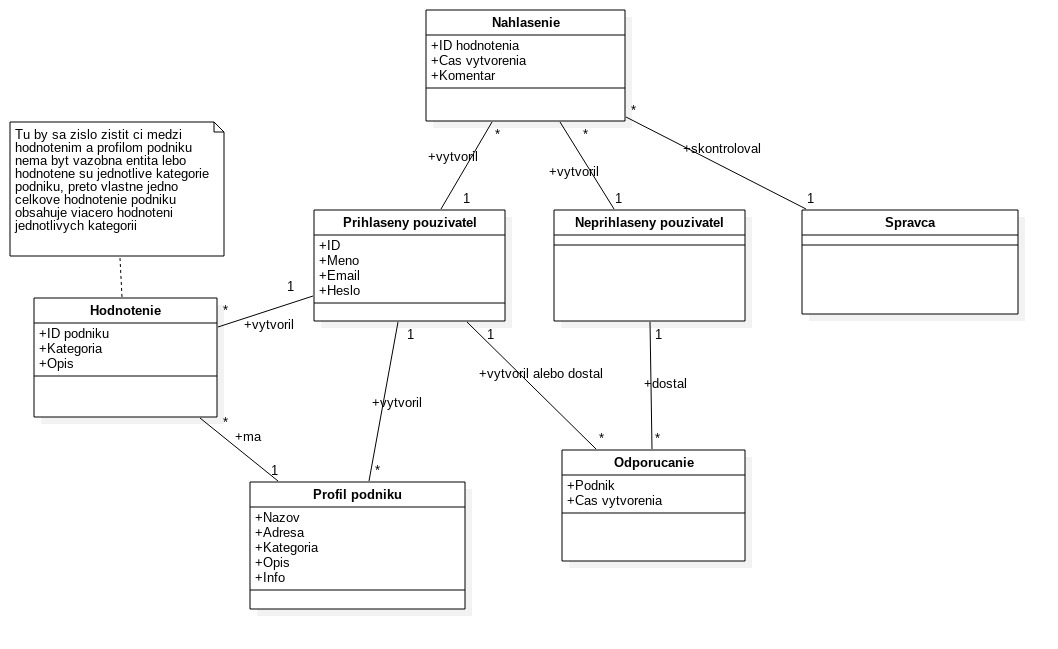 Nahlasenie
+ID hodnotenia
+Cas vytvorenia
+Komentar
*
*
*
+vytvoril
+vytvoril
+skontroloval
1
1
1
Tu by sa zislo zistit ci medzi
hodnotenim a profilom podniku
nema byt vazobna entita lebo
hodnotene su jednotlive kategorie
podniku, preto vlastne jedno
celkove hodnotenie podniku
obsahuje viacero hodnoteni
jednotlivych kategorii
Prihlaseny pouzivatel
+ID
+Meno
+Email
+Heslo
Neprihlaseny pouzivatel
Spravca
1
*
+vytvoril
Hodnotenie
+ID podniku
+Kategoria
+Opis
1
1
1
+vytvoril alebo dostal
+dostal
+vytvoril
*
+ma
1
*
*
*
Odporucanie
+Podnik
+Cas vytvorenia
Profil podniku
+Nazov
+Adresa
+Kategoria
+Opis
+Info